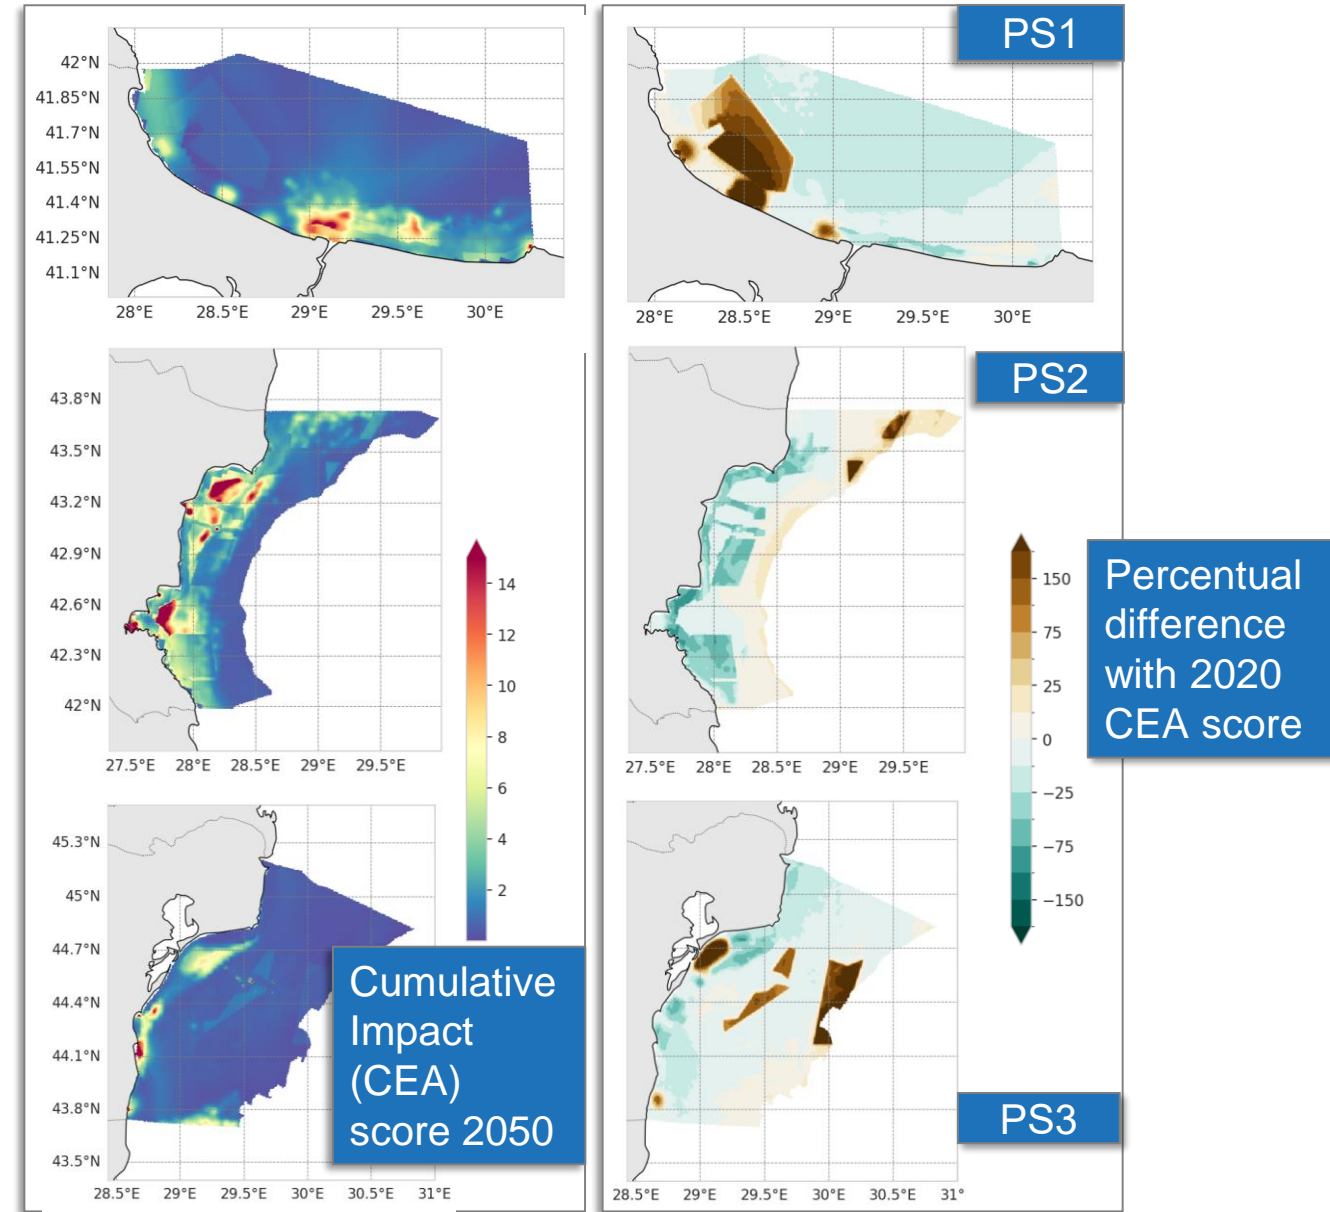 PS1
42°N
41.85°N
41.7°N
41.55°N
41.4°N
41.25°N
41.1°N
28°E 28.5°E 29°E 29.5°E 30°E
28°E 28.5°E 29°E 29.5°E 30°E
PS2
43.8°N
43.5°N
43.2°N
42.9°N
42.6°N
42.3°N
42°N
27.5°E 28°E 28.5°E 29°E 29.5°E
27.5°E 28°E 28.5°E 29°E 29.5°E
14
12
10
8
6
4
2
150
75
25
0
−25
−75
−150
Percentual
difference
with 2020
CEA score
45.3°N
45°N
44.7°N
44.4°N
44.1°N
43.8°N
43.5°N
28.5°E 29°E 29.5°E 30°E 30.5°E 31°E
28.5°E 29°E 29.5°E 30°E 30.5°E 31°
Cumulative
Impact
(CEA)
score 2050
PS3